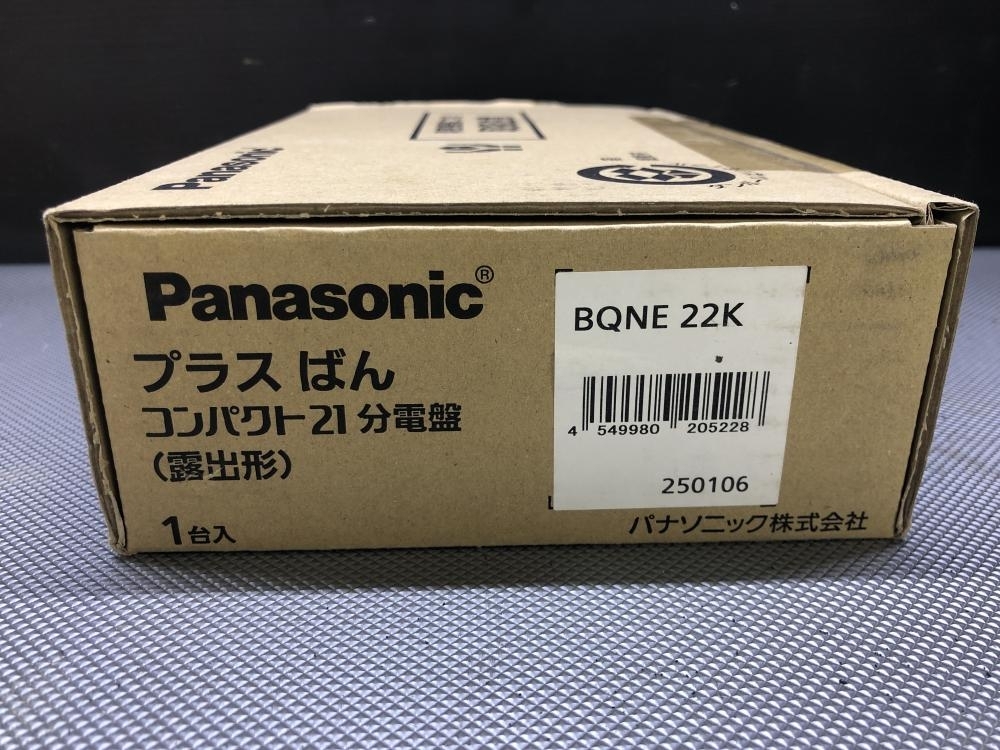 Panasonic
Panasonic®
プラス ばん
コンパクト21 分電盤
(露出形)
1台入
BQNE 22K
4 549980 205228
250106
パナソニック株式会社